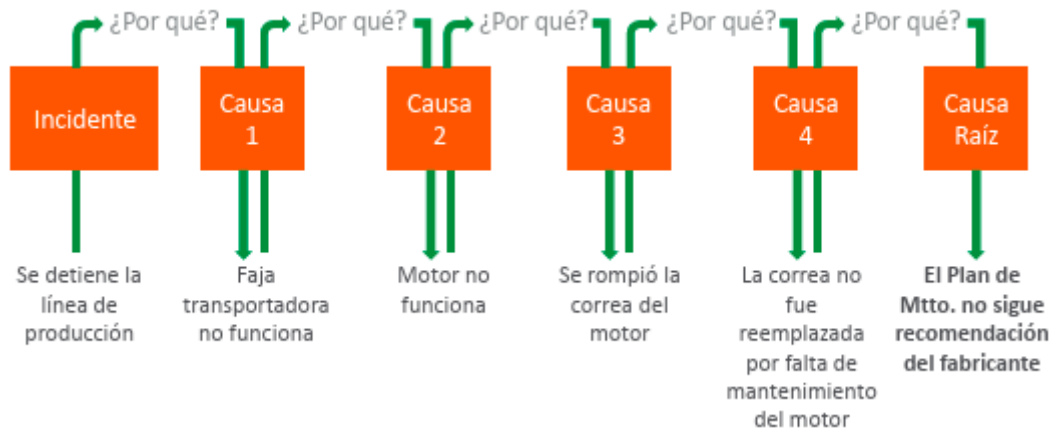 ¿Por qué? ¿Por qué? ¿Por qué? ¿Por qué? ¿Por qué?
Incidente
Causa
1
Causa
2
Causa
3
Causa
4
Causa
Raíz
Se detiene la
línea de
producción
Faja
transportadora
no funciona
Motor no
funciona
Se rompió la
correa del
motor
La correa no
fue
reemplazada
por falta de
mantenimiento
del motor
El Plan de
Mtto. no sigue
recomendación
del fabricante